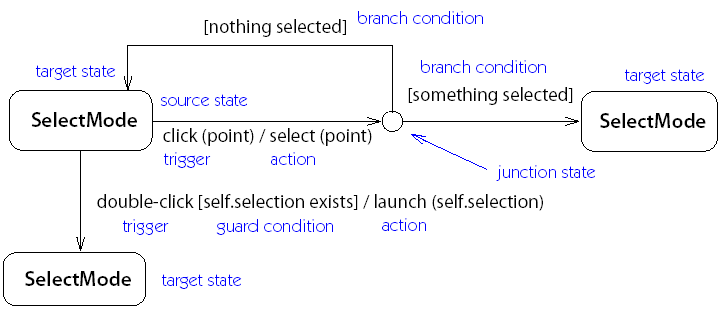 branch condition
[nothing selected]
target state
branch condition
target state
source state
[something selected]
SelectMode
SelectMode
click (point) / select (point)
trigger
action
junction state
double-click [self.selection exists] / launch (self.selection)
trigger
guard condition
action
SelectMode
target state